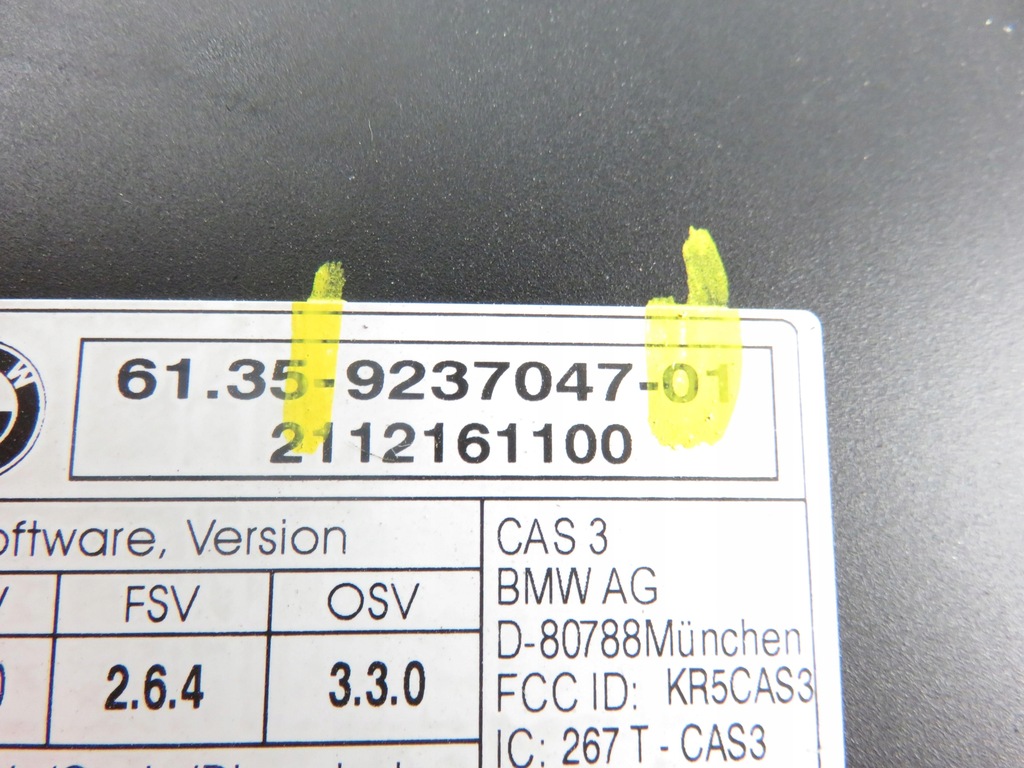 W
61.35-9237047-01
2112161100
oftware, Version
FSV
OSV
2.6.4
3.3.0
CAS 3
BMW AG
D-80788München
FCC ID: KR5CAS3
IC: 267 T - CAS3